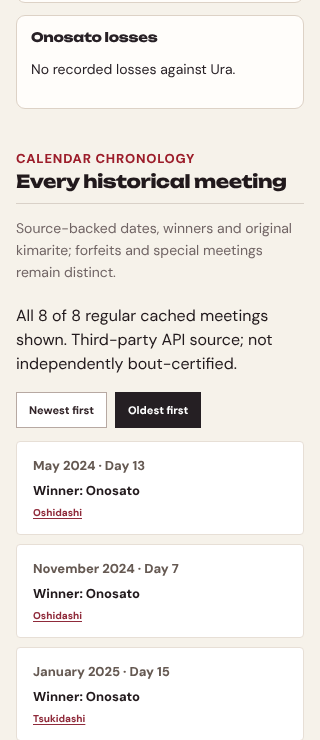 Onosato losses
No recorded losses against Ura.
CALENDAR CHRONOLOGY
Every historical meeting
Source-backed dates, winners and original
kimarite; forfeits and special meetings
remain distinct.
All 8 of 8 regular cached meetings
shown. Third-party API source; not
independently bout-certified.
Newest first
Oldest first
May 2024 · Day 13
Winner: Onosato
Oshidashi
November 2024 · Day 7
Winner: Onosato
Oshidashi
January 2025 · Day 15
Winner: Onosato
Tsukidashi